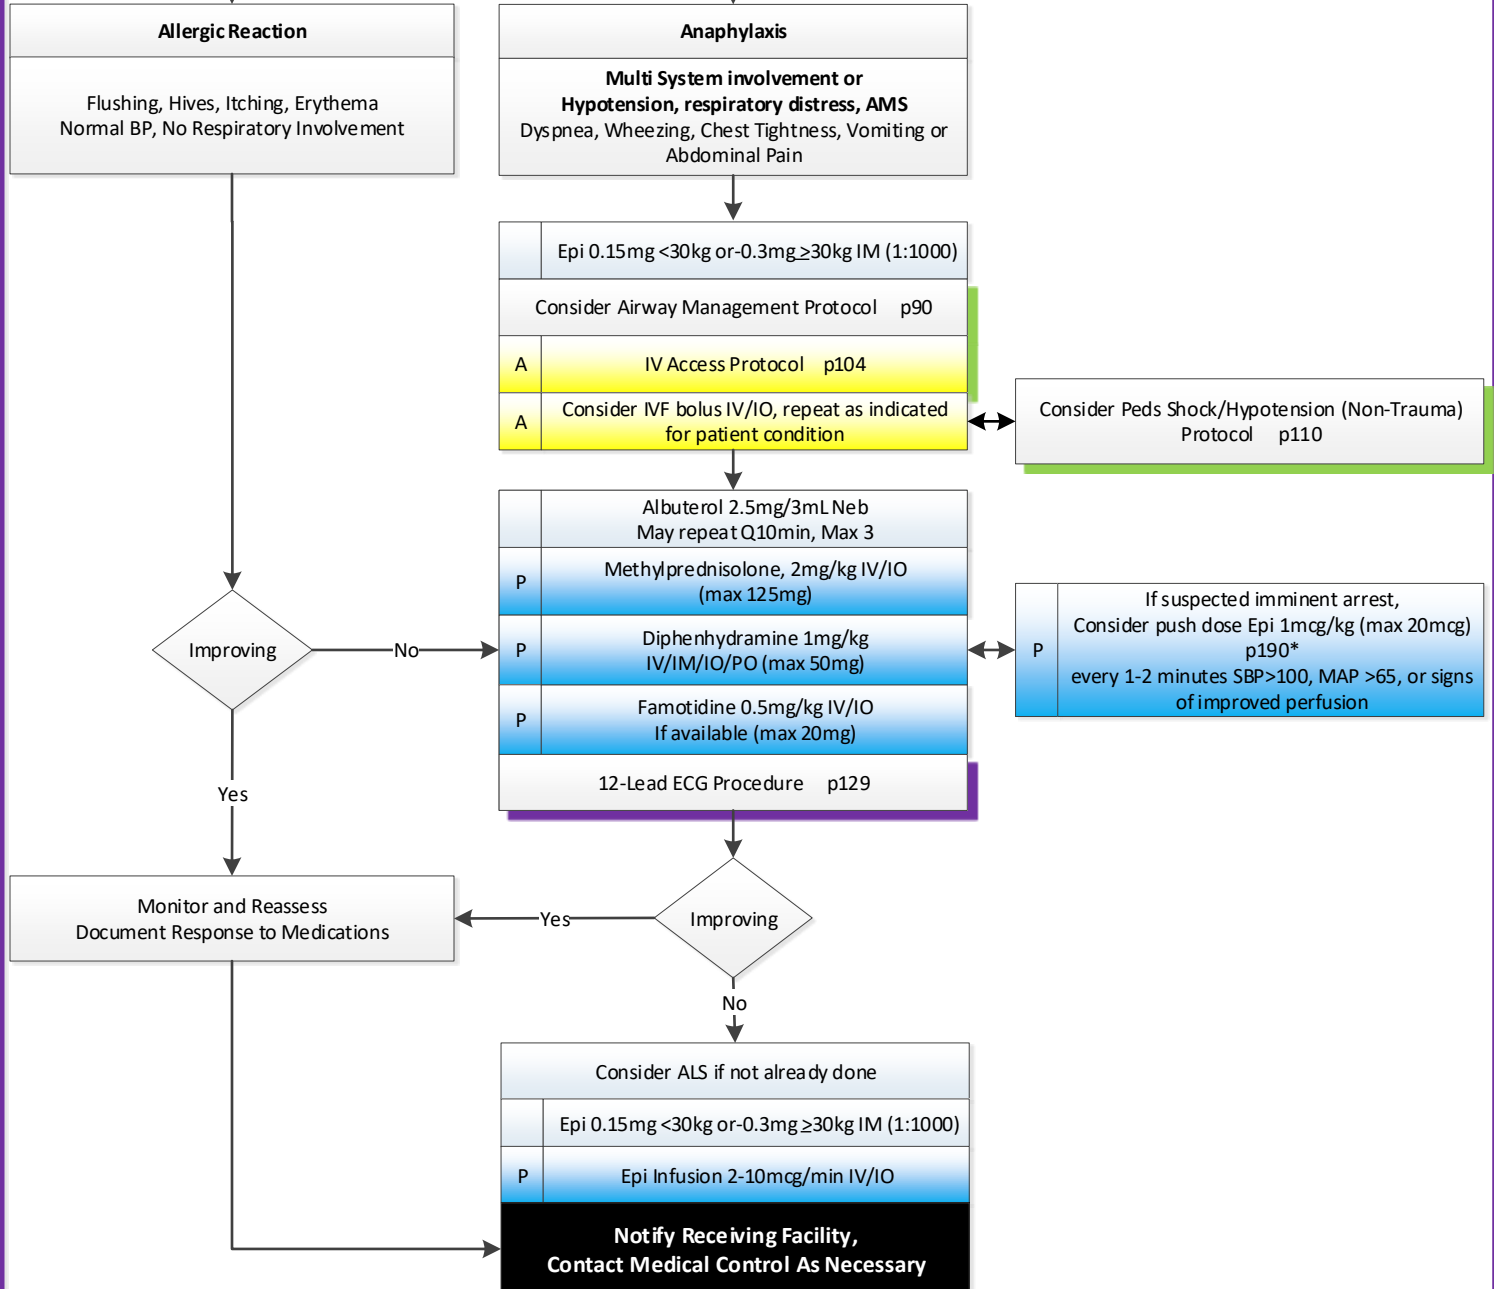 Allergic Reaction
Flushing, Hives, Itching, Erythema
Normal BP, No Respiratory Involvement
Anaphylaxis
Multi System involvement or
Hypotension, respiratory distress, AMS
Dyspnea, Wheezing, Chest Tightness, Vomiting or
Abdominal Pain
Epi 0.15mg <30kg or-0.3mg ≥30kg IM (1:1000)
Consider Airway Management Protocol p90
A
IV Access Protocol p104
A
Consider IVF bolus IV/IO, repeat as indicated
for patient condition
Consider Peds Shock/Hypotension (Non-Trauma)
Protocol p110
Albuterol 2.5mg/3mL Neb
May repeat Q10min, Max 3
P
Methylprednisolone, 2mg/kg IV/IO
(max 125mg)
P
Diphenhydramine 1mg/kg
IV/IM/IO/PO (max 50mg)
P
Famotidine 0.5mg/kg IV/IO
If available (max 20mg)
12-Lead ECG Procedure p129
P
If suspected imminent arrest,
Consider push dose Epi 1mcg/kg (max 20mcg)
p190*
every 1-2 minutes SBP>100, MAP >65, or signs
of improved perfusion
Improving
No
Yes
Monitor and Reassess
Document Response to Medications
Improving
Yes
No
Consider ALS if not already done
Epi 0.15mg <30kg or-0.3mg ≥30kg IM (1:1000)
P
Epi Infusion 2-10mcg/min IV/IO
Notify Receiving Facility,
Contact Medical Control As Necessary